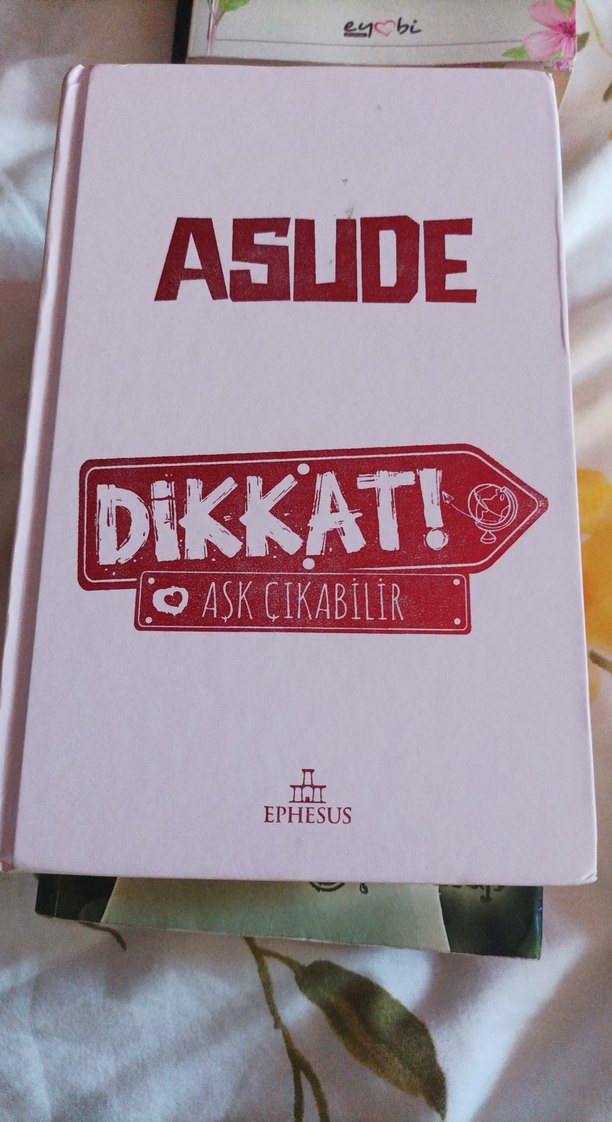 eyobi
ASUDE
DİKKAT!
AŞK ÇIKABİLİR
EPHESUS